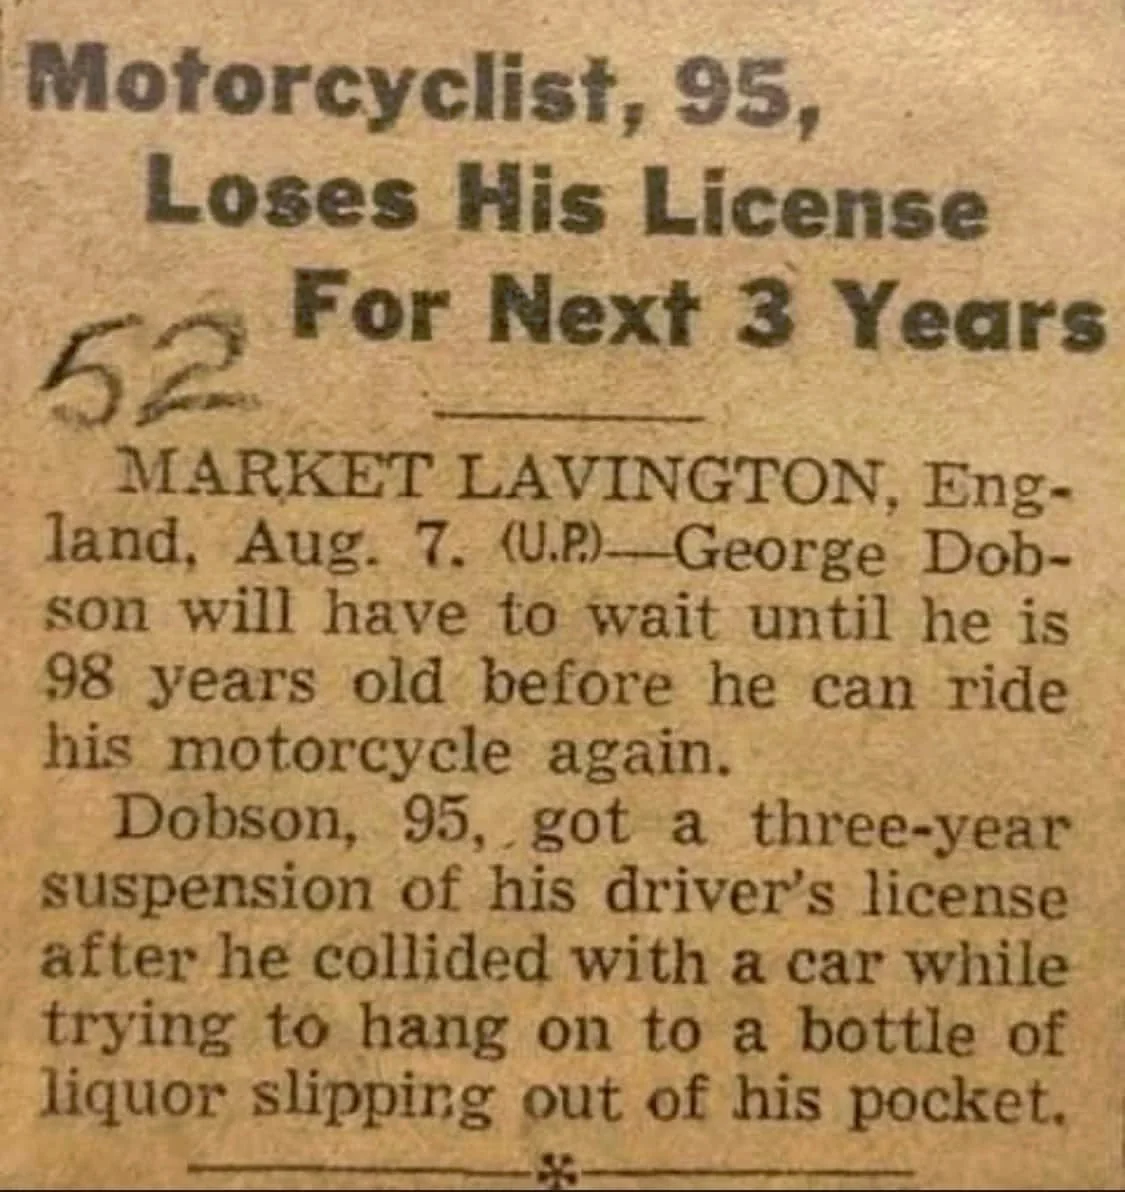 Motorcyclist, 95,
Loses His License
For Next 3 Years
52
MARKET LAVINGTON, Eng-
land, Aug. 7. (U.P.)—George Dob-
son will have to wait until he is
98 years old before he can ride
his motorcycle again.
Dobson, 95, got a three-year
suspension of his driver's license
after he collided with a car while
trying to hang on to a bottle of
liquor slipping out of his pocket.